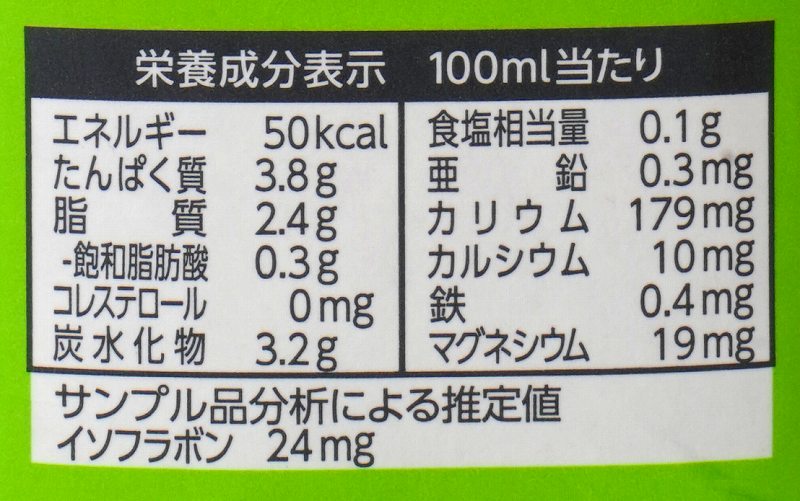 栄養成分表示 100ml当たり
エネルギー 50kcal
たんぱく質 3.8g
脂質 2.4g
-飽和脂肪酸 0.3g
コレステロール 0mg
炭水化物 3.2g
食塩相当量 0.1g
亜鉛 0.3mg
カリウム 179mg
カルシウム 10mg
鉄 0.4mg
マグネシウム 19mg
サンプル品分析による推定値
イソフラボン 24mg